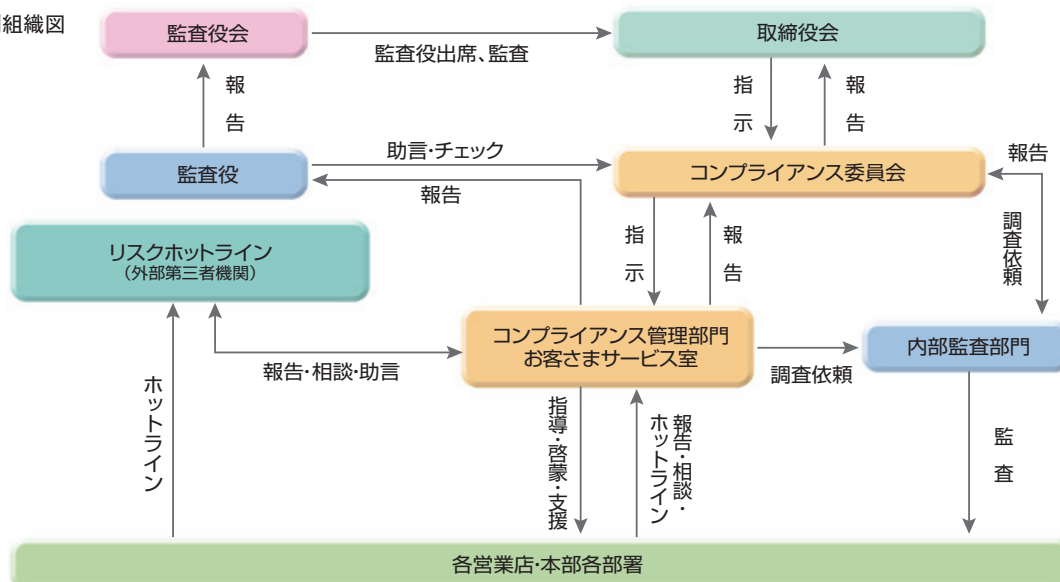 組織図
監査役会
取締役会
監査役出席、監査
報告
指示
報告
監査役
助言・チェック
コンプライアンス委員会
報告
報告
リスクホットライン
(外部第三者機関)
指示
報告
調査依頼
コンプライアンス管理部門
お客さまサービス室
内部監査部門
報告・相談・助言
調査依頼
ホットライン
指導・啓蒙・支援
報告・相談・
ホットライン
監査
各営業店・本部各部署